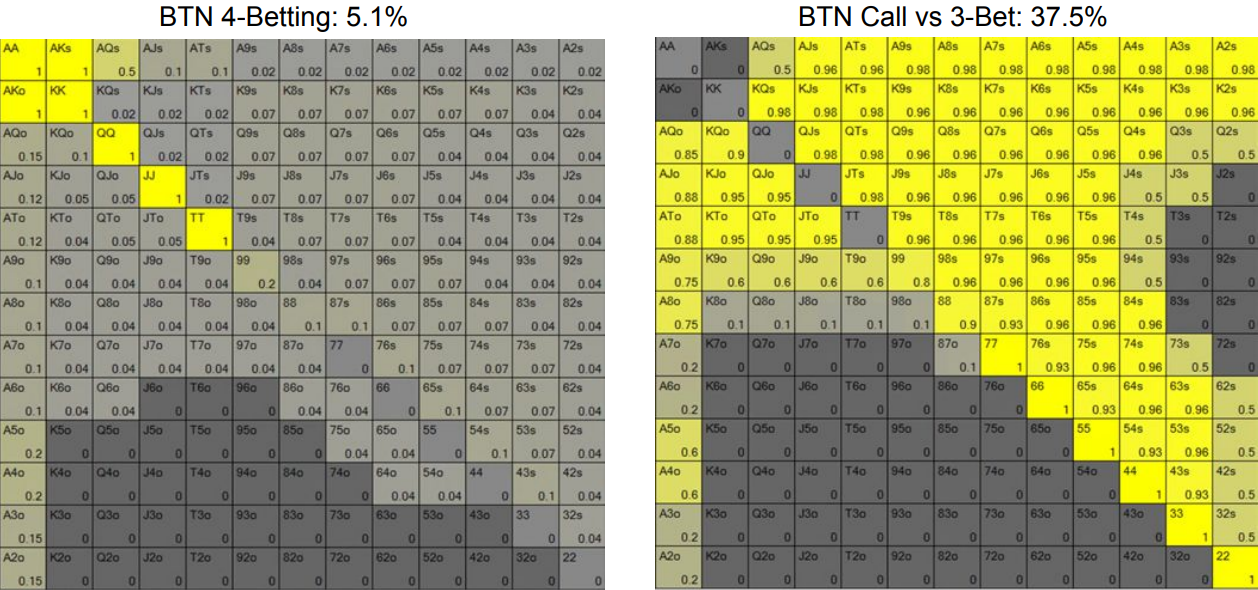 BTN 4-Betting: 5.1%
AA AKs AQs AJs ATs A9s A8s A7s A6s A5s A4s A3s A2s
1 1 0.5 0.1 0.1 0.02 0.02 0.02 0.02 0.02 0.02 0.02 0.02
AKo KK KQs KJs KTs K9s K8s K7s K6s K5s K4s K3s K2s
1 1 0.02 0.02 0.02 0.07 0.07 0.07 0.07 0.07 0.07 0.04 0.04
AQo KQo QQ QJs QTs Q9s Q8s Q7s Q6s Q5s Q4s Q3s Q2s
0.15 0.1 1 0.02 0.02 0.07 0.07 0.07 0.07 0.04 0.04 0.04 0.04
AJo KJo QJo JJ JTs J9s J8s J7s J6s J5s J4s J3s J2s
0.12 0.05 0.05 1 0.02 0.07 0.07 0.07 0.07 0.04 0.04 0.04 0.04
ATo KTo QTo JTo TT T9s T8s T7s T6s T5s T4s T3s T2s
0.12 0.04 0.05 0.05 1 0.04 0.07 0.07 0.07 0.04 0.04 0.04 0.04
A9o K9o Q9o J9o T9o 99 98s 97s 96s 95s 94s 93s 92s
0.1 0.04 0.04 0.04 0.04 0.2 0.04 0.07 0.07 0.07 0.04 0.04 0.04
A8o K8o Q8o J8o T8o 98o 88 87s 86s 85s 84s 83s 82s
0.1 0.04 0.04 0.04 0.04 0.04 0.1 0.1 0.07 0.07 0.07 0.04 0.04
A7o K7o Q7o J7o T7o 97o 87o 77 76s 75s 74s 73s 72s
0.1 0.04 0.04 0.04 0.04 0.04 0.04 0 0.1 0.07 0.07 0.07 0.04
A6o K6o Q6o J6o T6o 96o 86o 76o 66 65s 64s 63s 62s
0.1 0.04 0.04 0 0 0 0.04 0.04 0 0.1 0.07 0.07 0.04
A5o K5o Q5o J5o T5o 95o 85o 75o 65o 55 54s 53s 52s
0.2 0 0 0 0 0 0 0.04 0.04 0 0.1 0.07 0.04
A4o K4o Q4o J4o T4o 94o 84o 74o 64o 54o 44 43s 42s
0.2 0 0 0 0 0 0 0 0.04 0.04 0 0.1 0.04
A3o K3o Q3o J3o T3o 93o 83o 73o 63o 53o 43o 33 32s
0.15 0 0 0 0 0 0 0 0 0 0 0 0.04
A2o K2o Q2o J2o T2o 92o 82o 72o 62o 52o 42o 32o 22
0.15 0 0 0 0 0 0 0 0 0 0 0 0
BTN Call vs 3-Bet: 37.5%
AA AKs AQs AJs ATs A9s A8s A7s A6s A5s A4s A3s A2s
0 0 0.5 0.96 0.96 0.98 0.98 0.98 0.98 0.98 0.98 0.98 0.98
AKo KK KQs KJs KTs K9s K8s K7s K6s K5s K4s K3s K2s
0 0 0.98 0.98 0.98 0.96 0.96 0.96 0.96 0.96 0.96 0.96 0.96
AQo KQo QQ QJs QTs Q9s Q8s Q7s Q6s Q5s Q4s Q3s Q2s
0.85 0.9 0 0.98 0.98 0.96 0.96 0.96 0.96 0.96 0.96 0.5 0.5
AJo KJo QJo JJ JTs J9s J8s J7s J6s J5s J4s J3s J2s
0.88 0.95 0.95 0 0.98 0.96 0.96 0.96 0.96 0.96 0.5 0.5 0
ATo KTo QTo JTo TT T9s T8s T7s T6s T5s T4s T3s T2s
0.88 0.95 0.95 0.95 0 0.96 0.96 0.96 0.96 0.96 0.5 0 0
A9o K9o Q9o J9o T9o 99 98s 97s 96s 95s 94s 93s 92s
0.75 0.6 0.6 0.6 0.6 0.8 0.96 0.96 0.96 0.96 0.5 0 0
A8o K8o Q8o J8o T8o 98o 88 87s 86s 85s 84s 83s 82s
0.75 0.1 0.1 0.1 0.1 0.1 0.9 0.93 0.96 0.96 0.96 0 0
A7o K7o Q7o J7o T7o 97o 87o 77 76s 75s 74s 73s 72s
0.2 0 0 0 0 0 0.1 1 0.93 0.96 0.96 0.5 0
A6o K6o Q6o J6o T6o 96o 86o 76o 66 65s 64s 63s 62s
0.2 0 0 0 0 0 0 0 1 0.93 0.96 0.96 0.5
A5o K5o Q5o J5o T5o 95o 85o 75o 65o 55 54s 53s 52s
0.6 0 0 0 0 0 0 0 0 1 0.93 0.96 0.5
A4o K4o Q4o J4o T4o 94o 84o 74o 64o 54o 44 43s 42s
0.6 0 0 0 0 0 0 0 0 0 1 0.93 0.5
A3o K3o Q3o J3o T3o 93o 83o 73o 63o 53o 43o 33 32s
0.2 0 0 0 0 0 0 0 0 0 0 1 0.5
A2o K2o Q2o J2o T2o 92o 82o 72o 62o 52o 42o 32o 22
0.2 0 0 0 0 0 0 0 0 0 0 0 1